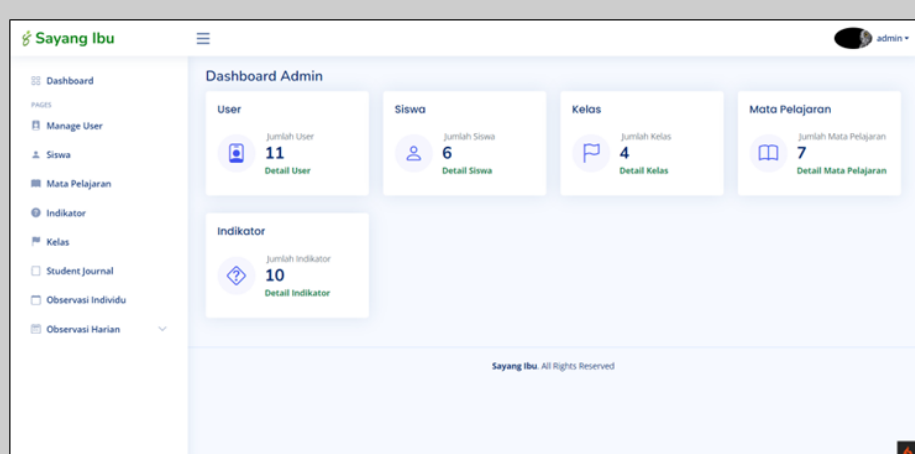 Sayang Ibu
admin
Dashboard
PAGES
Manage User
Siswa
Mata Pelajaran
Indikator
Kelas
Student Journal
Observasi Individu
Observasi Harian
Dashboard Admin
User
Jumlah User
11
Detail User
Siswa
Jumlah Siswa
6
Detail Siswa
Kelas
Jumlah Kelas
4
Detail Kelas
Mata Pelajaran
Jumlah Mata Pelajaran
7
Detail Mata Pelajaran
Indikator
Jumlah Indikator
10
Detail Indikator
Sayang Ibu. All Rights Reserved